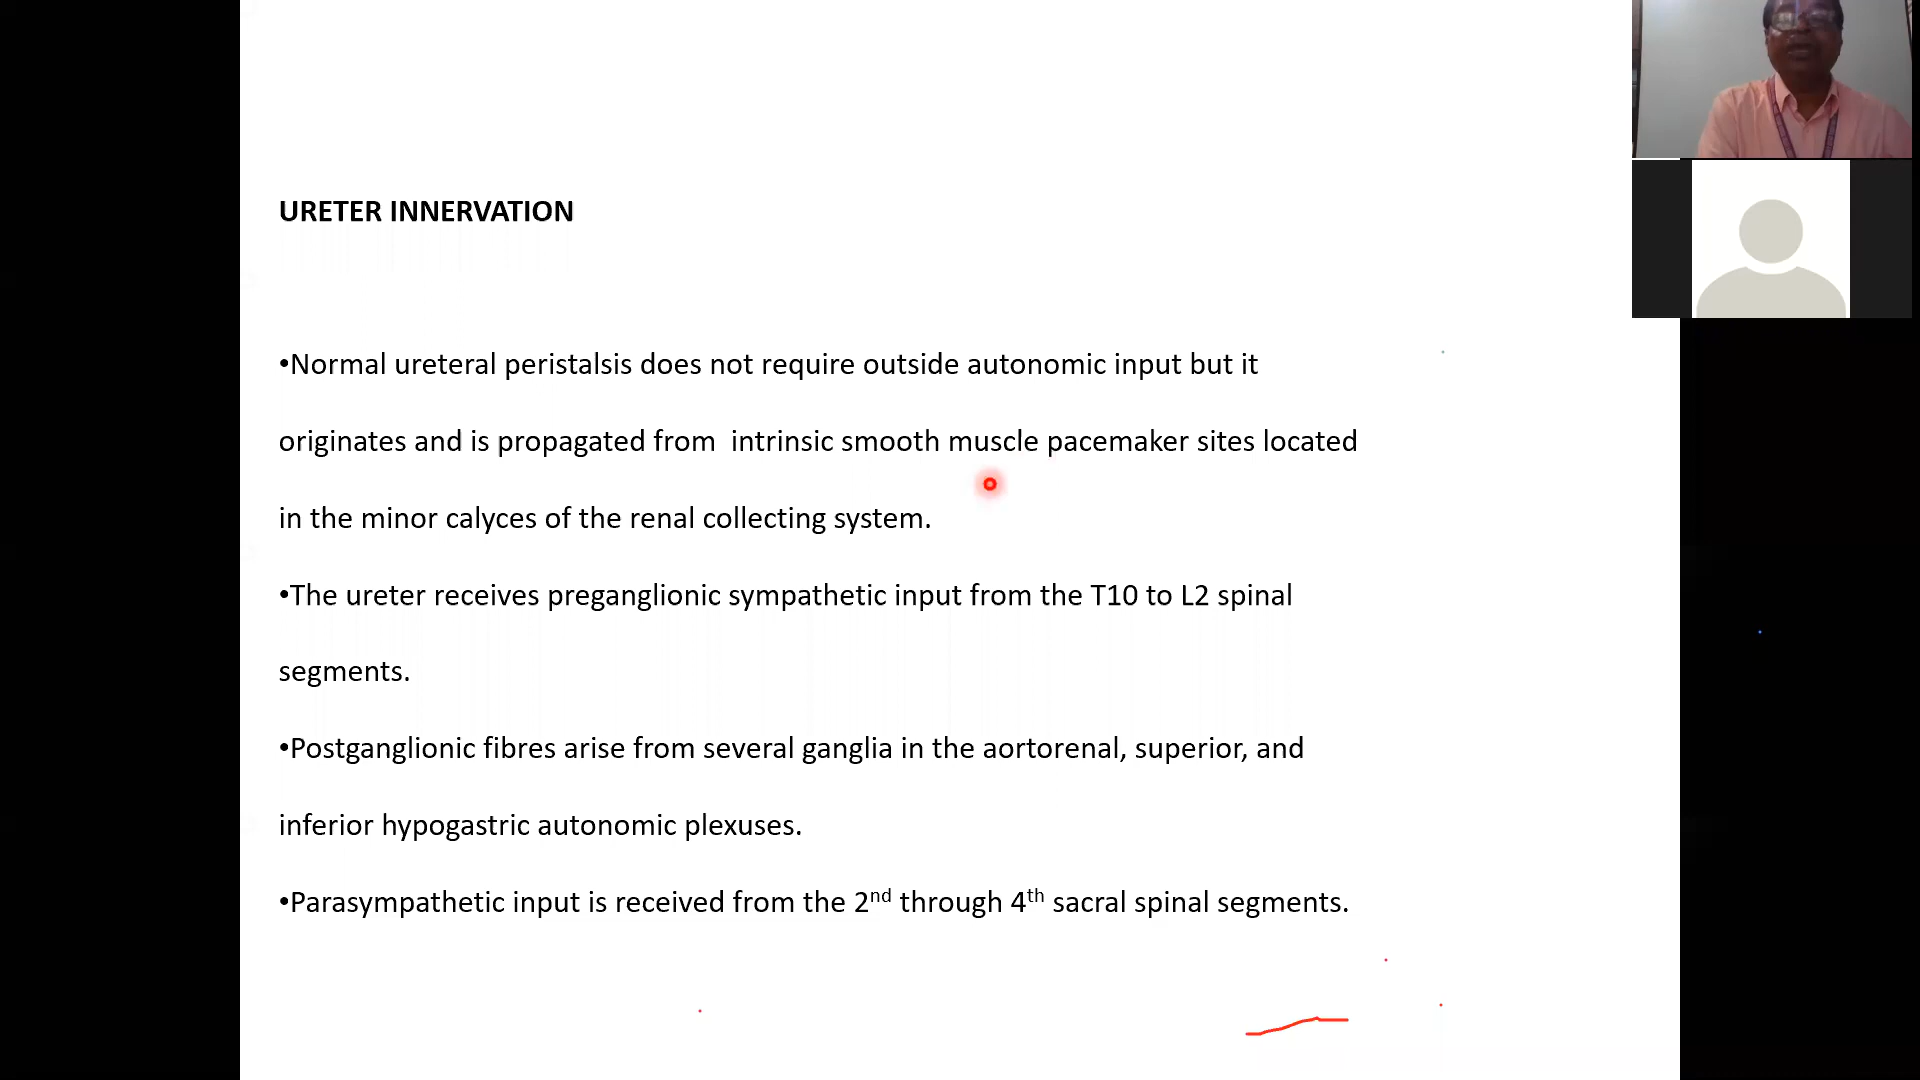 URETER INNERVATION
•Normal ureteral peristalsis does not require outside autonomic input but it
originates and is propagated from  intrinsic smooth muscle pacemaker sites located
in the minor calyces of the renal collecting system.
•The ureter receives preganglionic sympathetic input from the T10 to L2 spinal
segments.
•Postganglionic fibres arise from several ganglia in the aortorenal, superior, and
inferior hypogastric autonomic plexuses.
•Parasympathetic input is received from the 2nd through 4th sacral spinal segments.